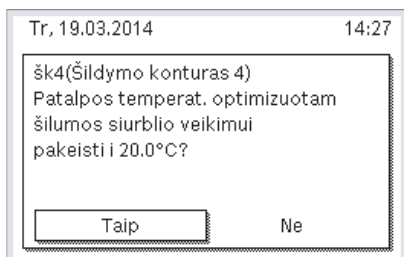 Tr, 19.03.2014 14:27
šk4(Šildymo konturas 4)
Patalpos temperat. optimizuotam
šilumos siurblio veikimui
pakeisti i 20.0°C?
Taip Ne